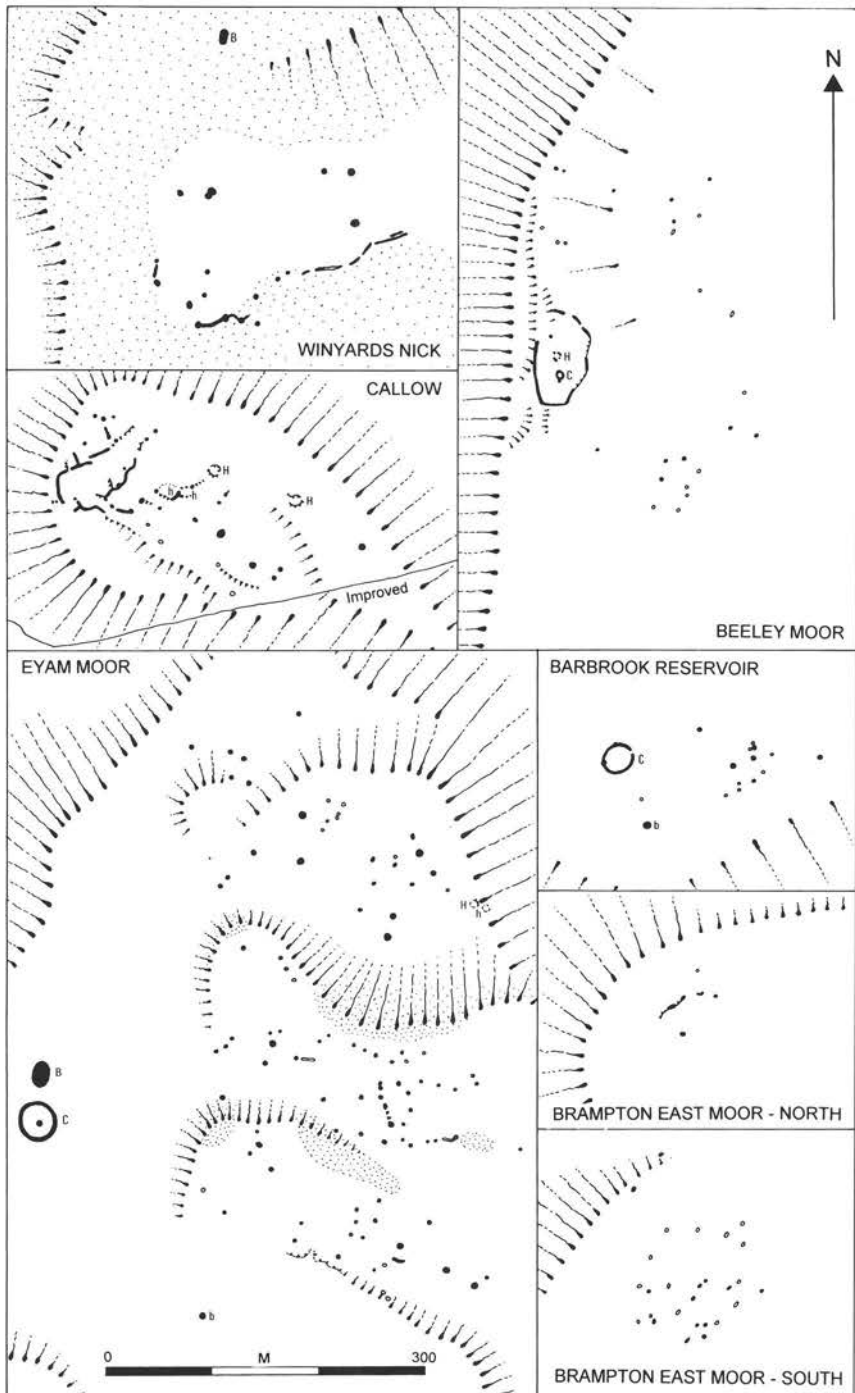 B
WINYARDS NICK
N
H
C
BEELEY MOOR
CALLOW
H
h
h
H
Improved
EYAM MOOR
H
h
B
C
b
0 M 300
BARBROOK RESERVOIR
C
b
BRAMPTON EAST MOOR - NORTH
BRAMPTON EAST MOOR - SOUTH